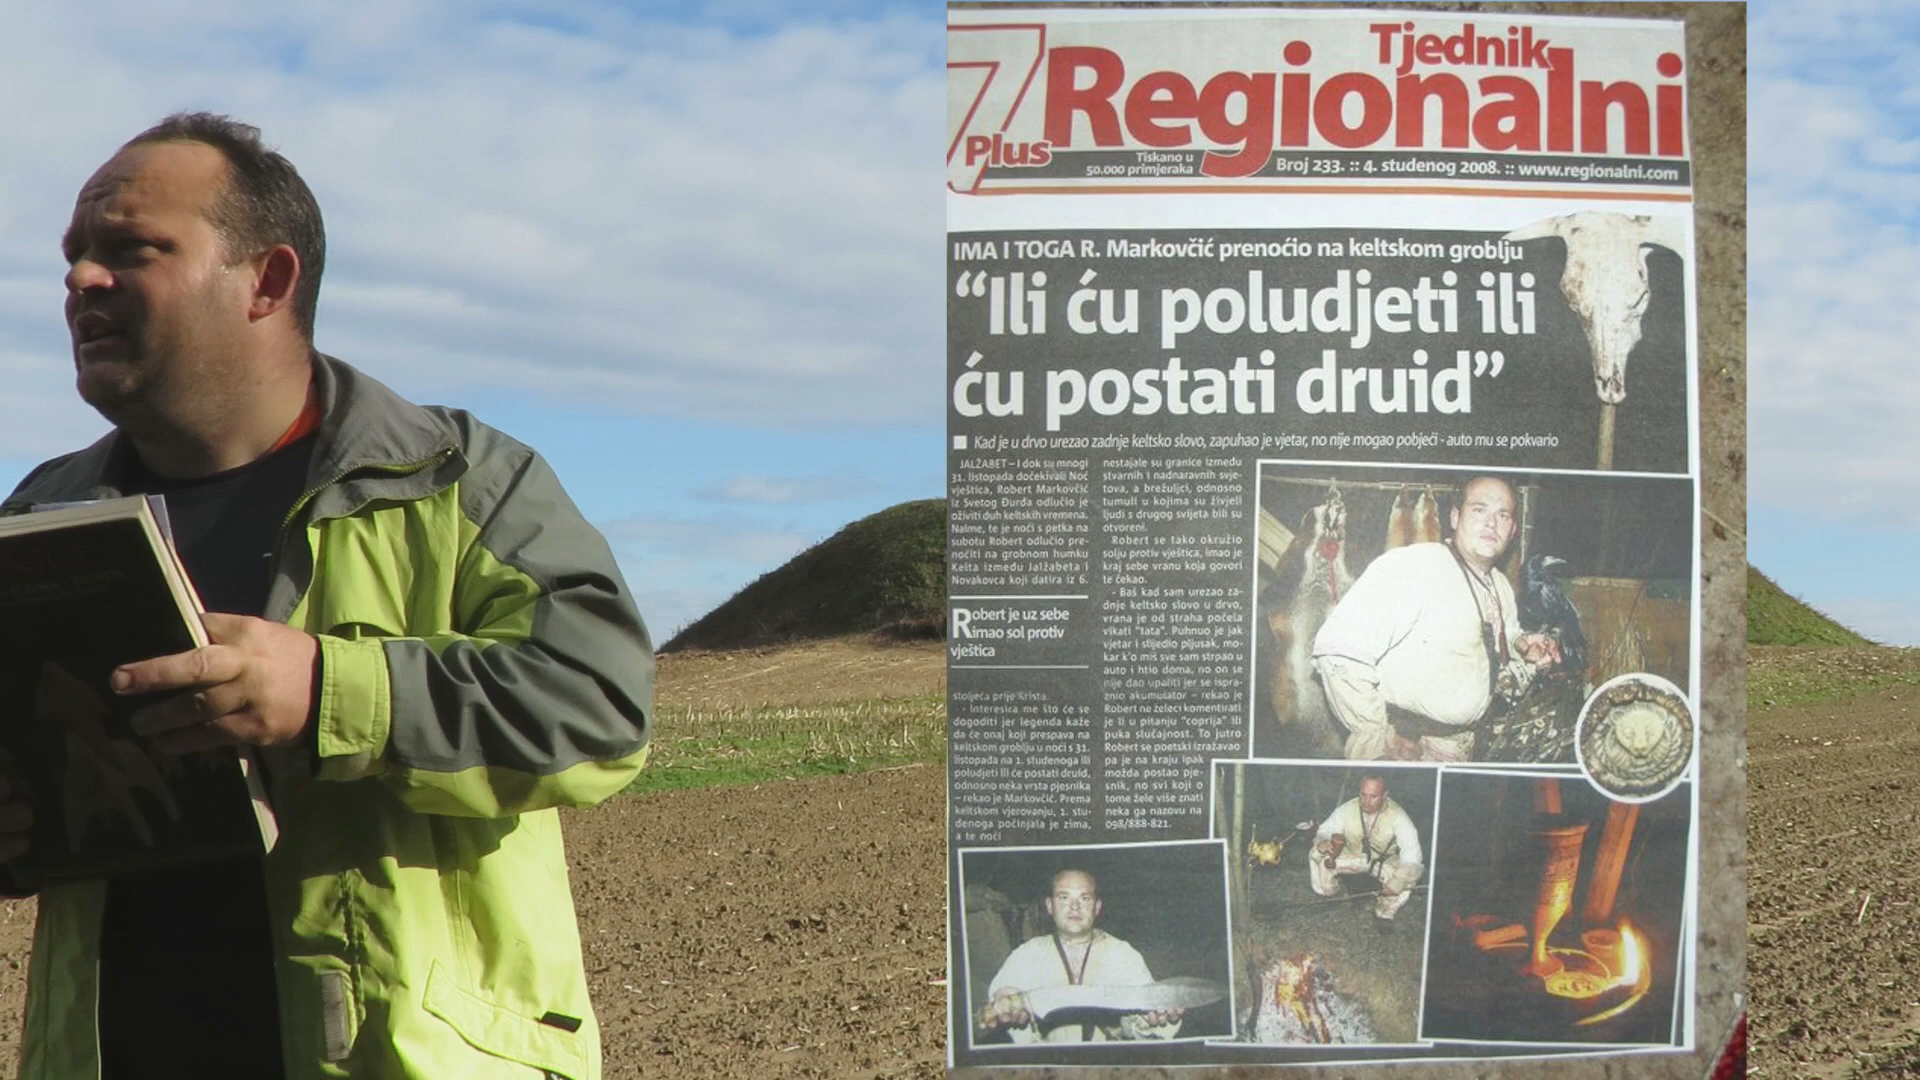 7 Plus
Tjednik
Regionalni
Tiskano u
50.000 primjeraka
Broj 233. :: 4. studenog 2008. :: www.regionalni.com
IMA I TOGA R. Markovčić prenoćio na keltskom groblju
“Ili ću poludjeti ili
ću postati druid”
Kad je u drvo urezao zadnje keltsko slovo, zapuhao je vjetar, no nije mogao pobjeći - auto mu se pokvario
JALŽABET – I dok su mnogi
31. listopada dočekivali Noć
vještica, Robert Markovčić
iz Svetog Đurđa odlučio je
oživiti duh keltskih vremena.
Naime, te je noći s petka na
subotu Robert odlučio pre-
noćiti na grobnom humku
Kelta između Jalžabeta i
Novakovca koji datira iz 6.
Robert je uz sebe
imao sol protiv
vještica
stoljeća prije Krista.
- Interesira me što će se
dogoditi jer legenda kaže
da će onaj koji prespava na
keltskom groblju u noći s 31.
listopada na 1. studenoga ili
poludjeti ili će postati druid,
odnosno neka vrsta pjesnika
– rekao je Markovčić. Prema
keltskom vjerovanju, 1. stu-
denoga počinjala je zima,
a te noći
nestajale su granice između
stvarnih i nadnaravnih svje-
tova, a brežuljci, odnosno
tumuli u kojima su živjeli
ljudi s drugog svijeta bili su
otvoreni.
Robert se tako okružio
solju protiv vještica, imao je
kraj sebe vranu koja govori
te čekao.
- Baš kad sam urezao za-
dnje keltsko slovo u drvo,
vrana je od straha počela
vikati "tata". Puhnuo je jak
vjetar i slijedio pljusak, mo-
kar k'o miš sve sam strpao u
auto i htio doma, no on se
nije dao upaliti jer se ispra-
znio akumulator – rekao je
Robert ne želeći komentirati
je li u pitanju "coprija" ili
puka slučajnost. To jutro
Robert se poetski izražavao
pa je na kraju ipak
možda postao pje-
snik, no svi koji o
tome žele više znati
neka ga nazovu na
098/888-821.